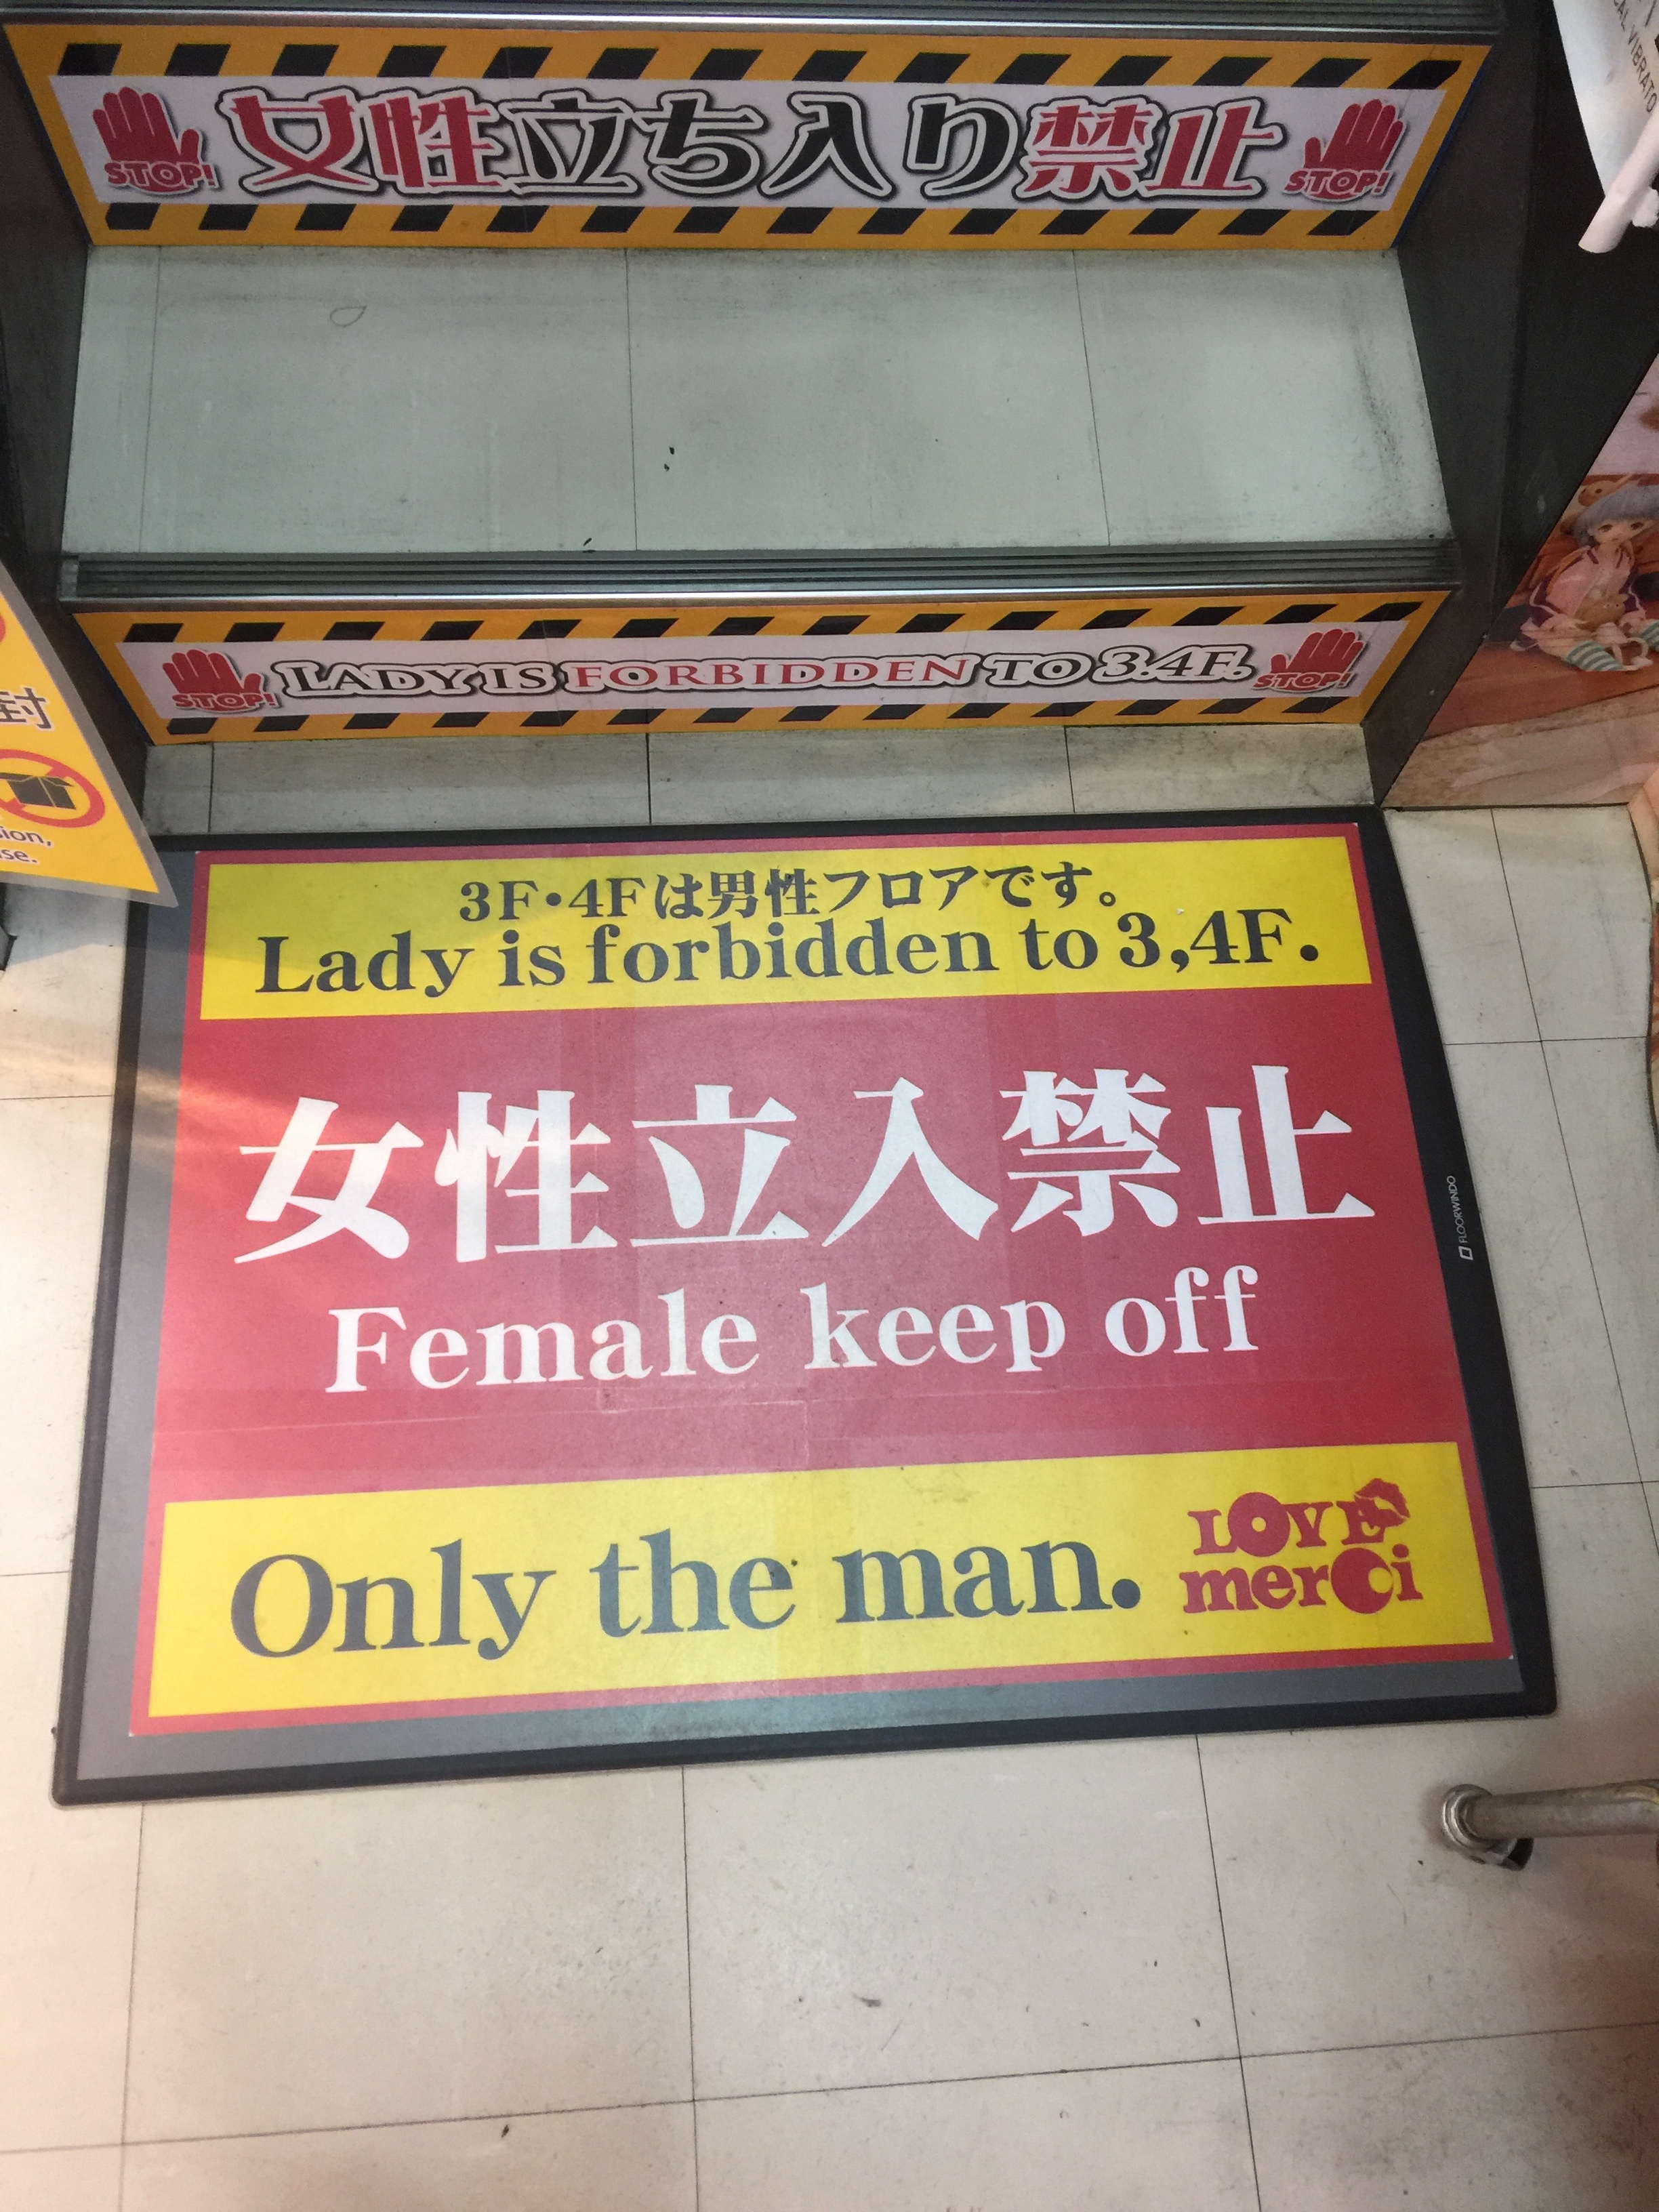 STOP! 女性立ち入り禁止 STOP!
STOP! LADY IS FORBIDDEN TO 3.4F. STOP!
封
se.
3F・4Fは男性フロアです。
Lady is forbidden to 3,4F.
女性立入禁止
Female keep off
FLOORWINDO
Only the man.
LOVE
merci